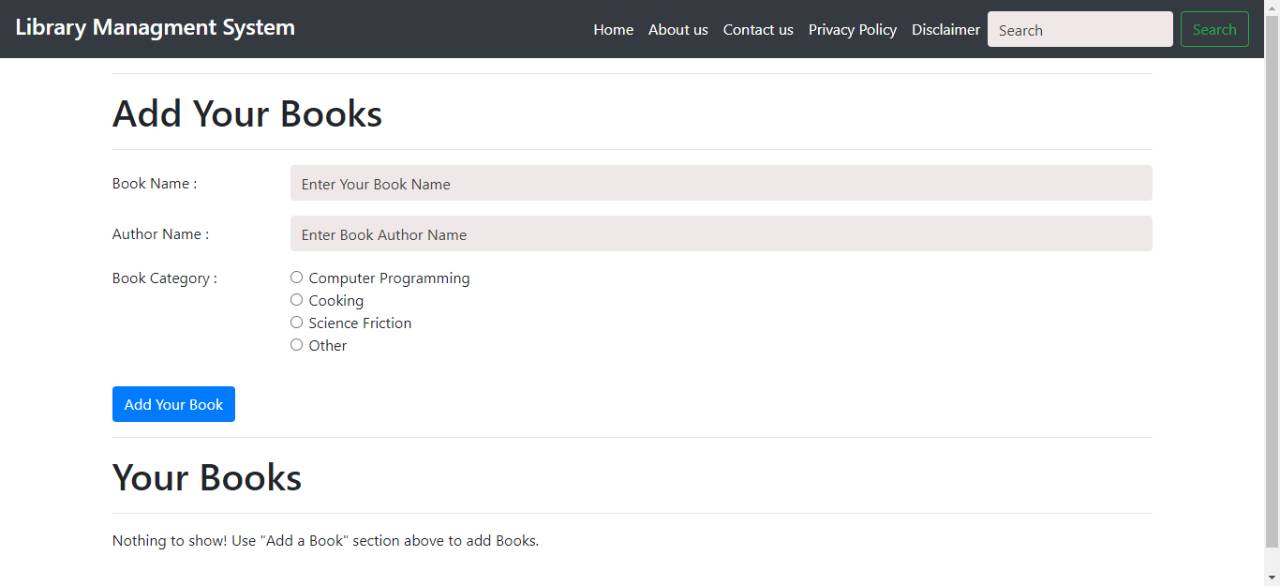 Library Managment System
Home About us Contact us Privacy Policy Disclaimer Search Search
Add Your Books
Book Name : Enter Your Book Name
Author Name : Enter Book Author Name
Book Category : Computer Programming
Cooking
Science Friction
Other
Add Your Book
Your Books
Nothing to show! Use "Add a Book" section above to add Books.